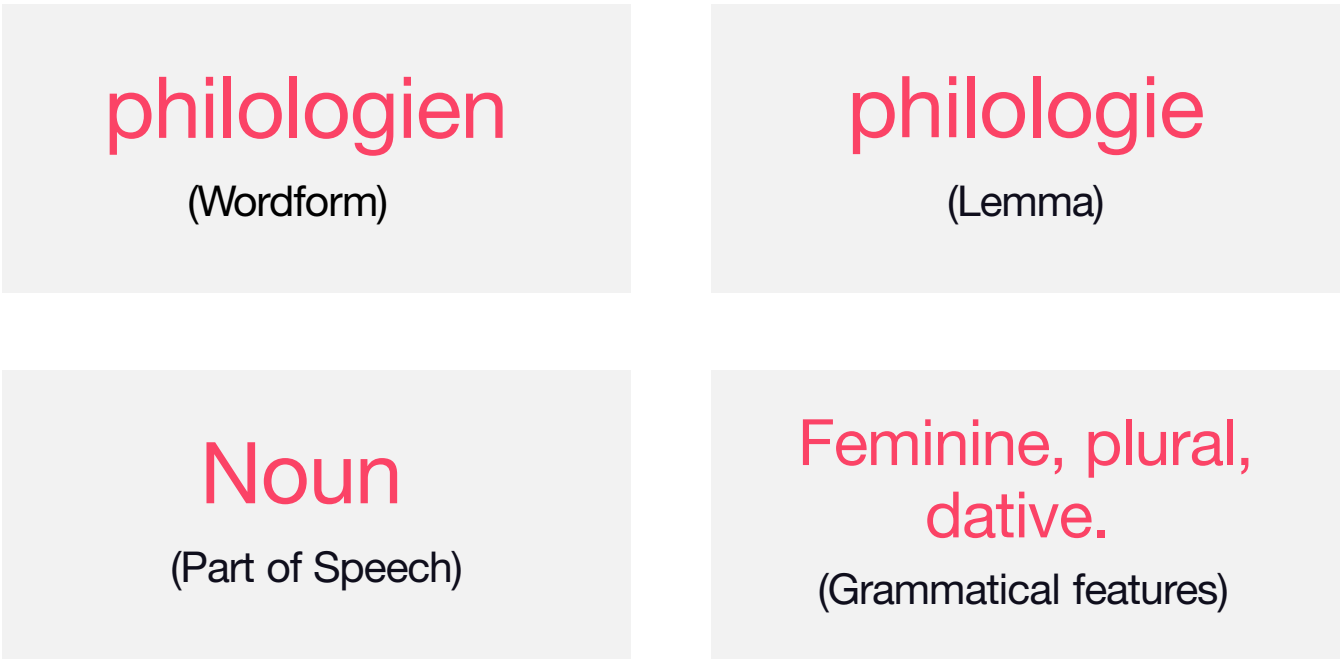 philologien
(Wordform)
philologie
(Lemma)
Noun
(Part of Speech)
Feminine, plural,
dative.
(Grammatical features)